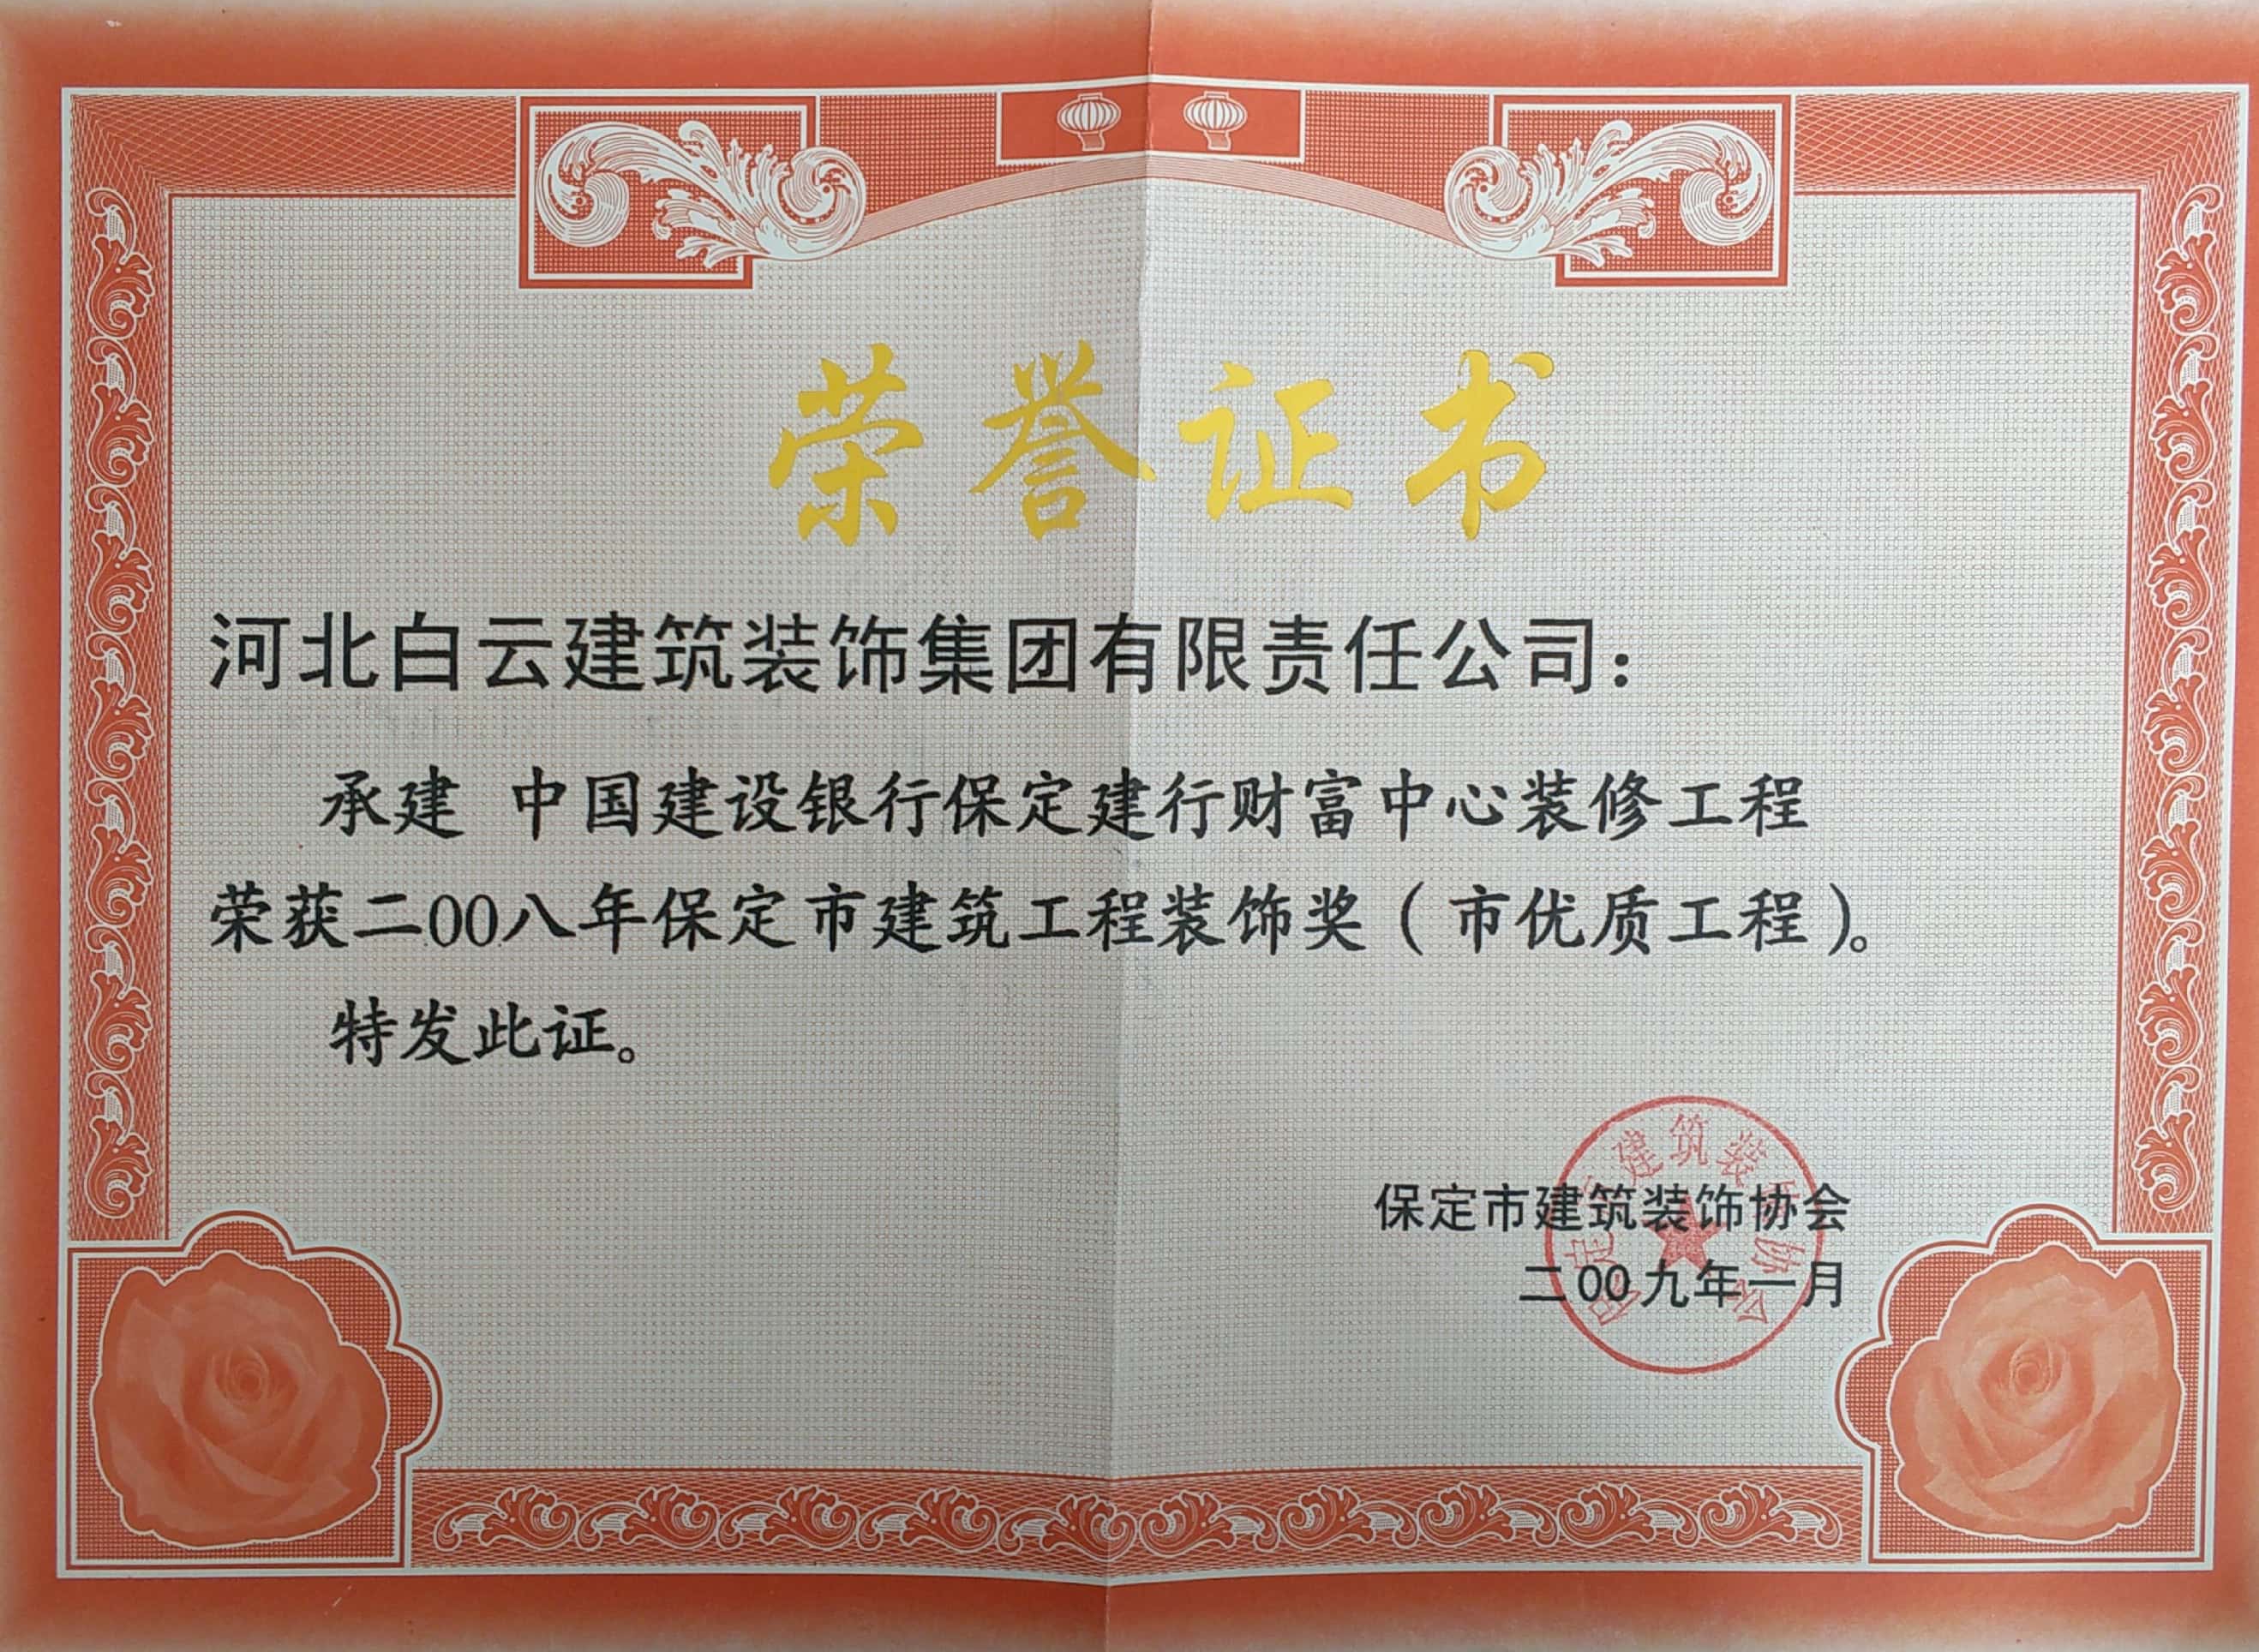 荣誉证书
河北白云建筑装饰集团有限责任公司：
承建 中国建设银行保定建行财富中心装修工程
荣获二00八年保定市建筑工程装饰奖（市优质工程）。
特发此证。
保定市建筑装饰协会
二00九年一月